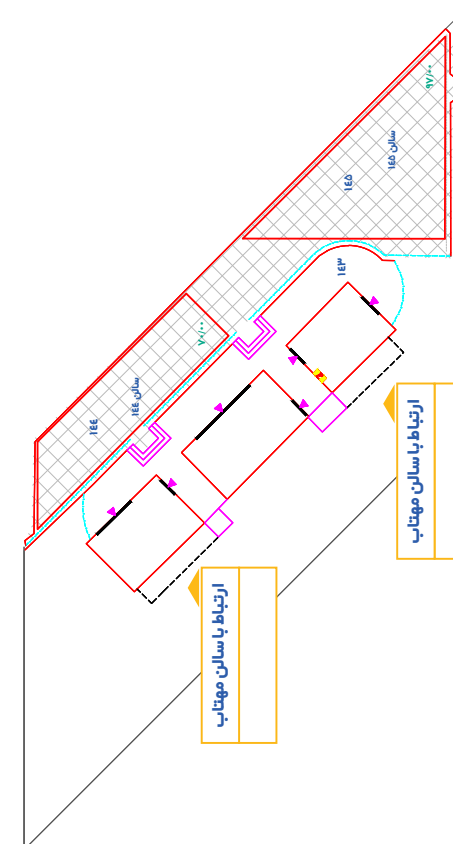 ۹۷/۰۰
سالن ۱۴۵
۱۴۵
۱۴۳
۷۰/۰۰
سالن ۱۴۴
۱۴۴
ارتباط با سالن مهتاب
ارتباط با سالن مهتاب